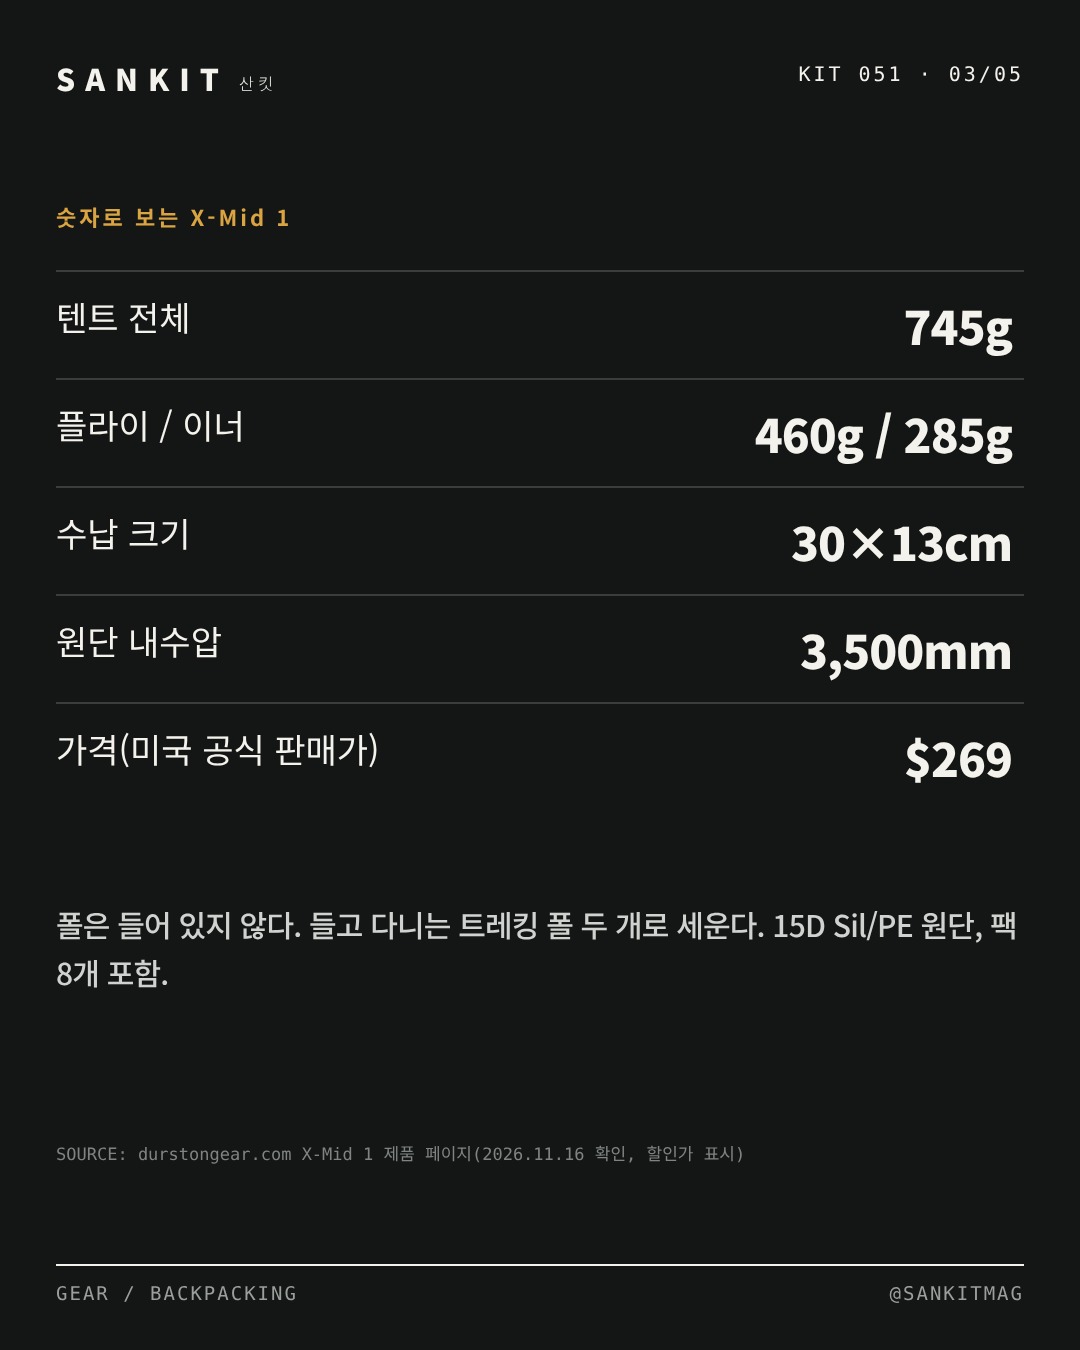 SANKIT 산킷
KIT 051 · 03/05
숫자로 보는 X-Mid 1
텐트 전체
745g
플라이 / 이너
460g / 285g
수납 크기
30×13cm
원단 내수압
3,500mm
가격(미국 공식 판매가)
$269
폴은 들어 있지 않다. 들고 다니는 트레킹 폴 두 개로 세운다. 15D Sil/PE 원단, 팩
8개 포함.
SOURCE: durstongear.com X-Mid 1 제품 페이지(2026.11.16 확인, 할인가 표시)
GEAR / BACKPACKING
@SANKITMAG